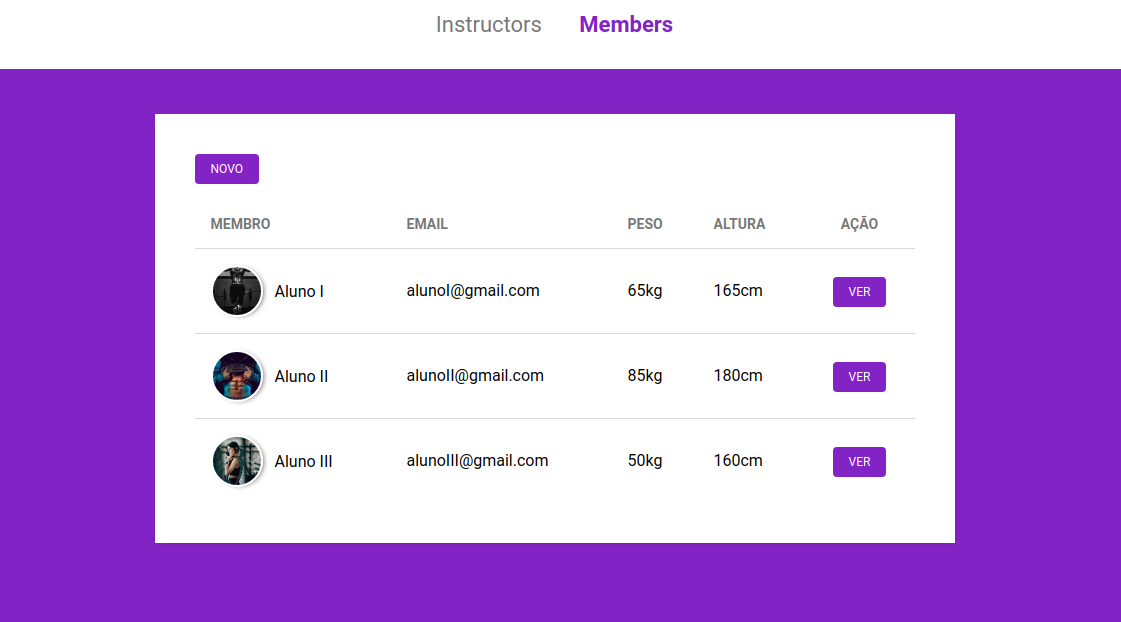 Instructors Members
NOVO
MEMBRO EMAIL PESO ALTURA AÇÃO
Aluno I alunoI@gmail.com 65kg 165cm VER
Aluno II alunoII@gmail.com 85kg 180cm VER
Aluno III alunoIII@gmail.com 50kg 160cm VER